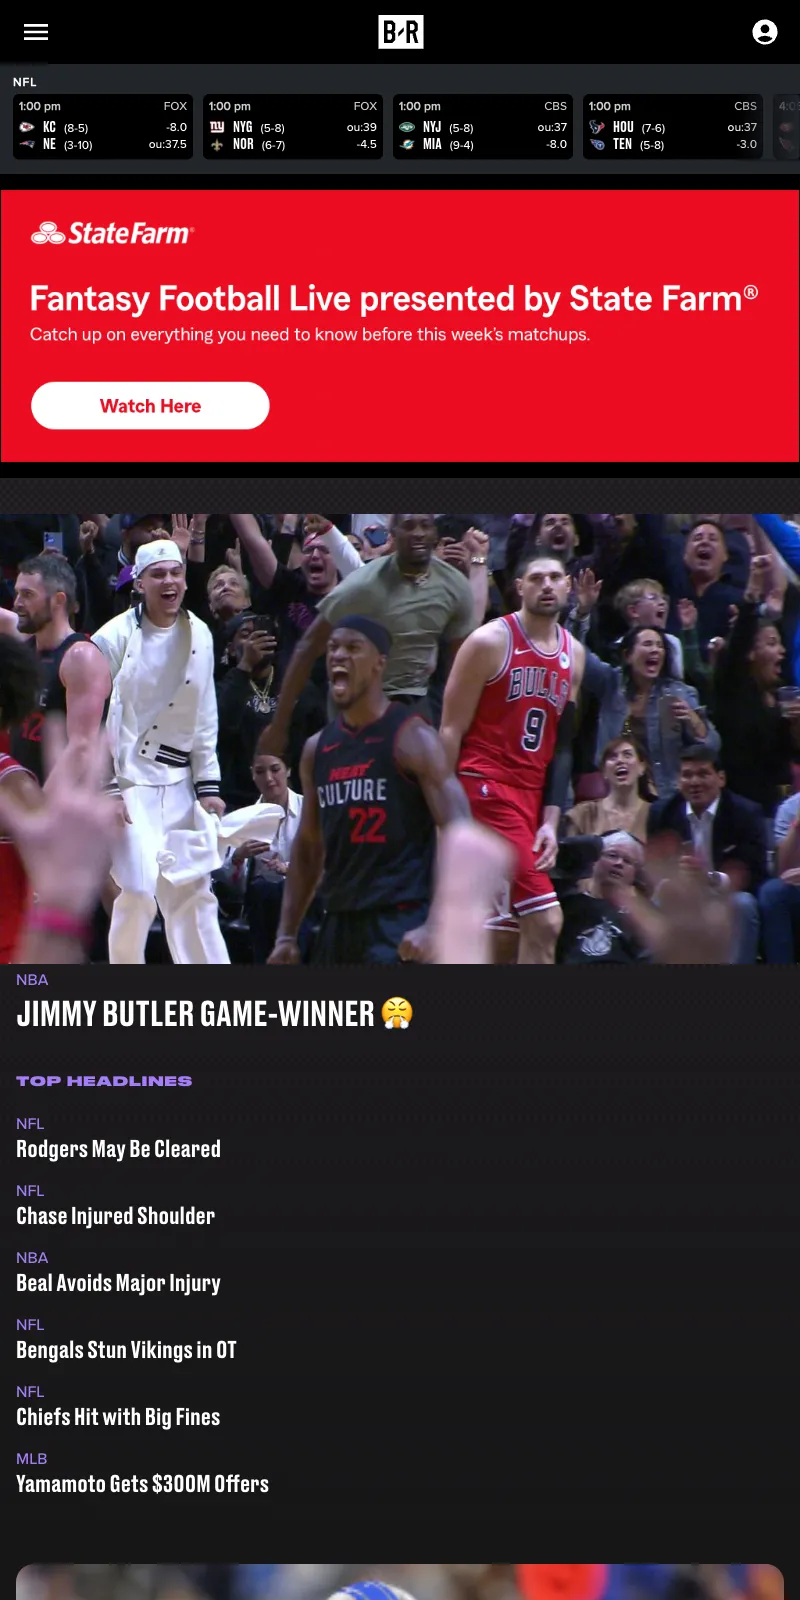 B/R
NFL
1:00 pm FOX
KC (8-5) -8.0
NE (3-10) ou:37.5
1:00 pm FOX
NYG (5-8) ou:39
NOR (6-7) -4.5
1:00 pm CBS
NYJ (5-8) ou:37
MIA (9-4) -8.0
1:00 pm CBS
HOU (7-6) ou:37
TEN (5-8) -3.0
StateFarm
Fantasy Football Live presented by State Farm®
Catch up on everything you need to know before this week's matchups.
Watch Here
BULLS
9
HEAT
CULTURE
22
NBA
JIMMY BUTLER GAME-WINNER 😤
TOP HEADLINES
NFL
Rodgers May Be Cleared
NFL
Chase Injured Shoulder
NBA
Beal Avoids Major Injury
NFL
Bengals Stun Vikings in OT
NFL
Chiefs Hit with Big Fines
MLB
Yamamoto Gets $300M Offers